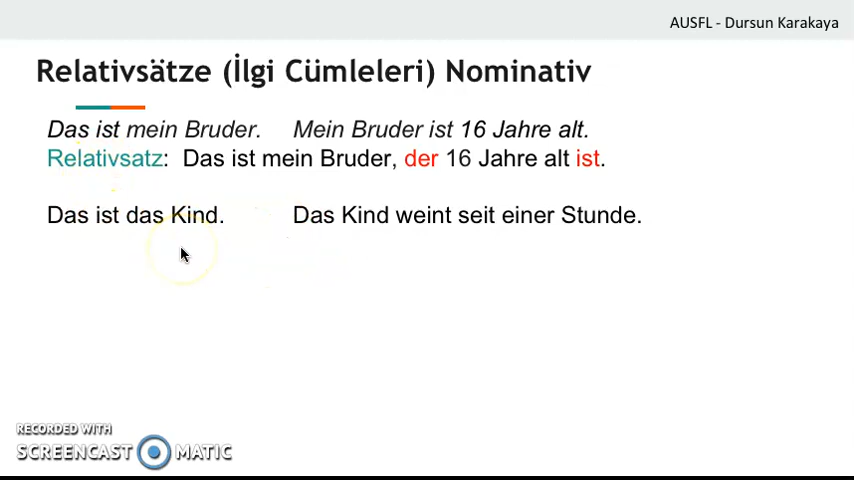 AUSFL - Dursun Karakaya
Relativsätze (İlgi Cümleleri) Nominativ
Das ist mein Bruder. Mein Bruder ist 16 Jahre alt.
Relativsatz: Das ist mein Bruder, der 16 Jahre alt ist.
Das ist das Kind. Das Kind weint seit einer Stunde.
RECORDED WITH
SCREENCAST MATIC